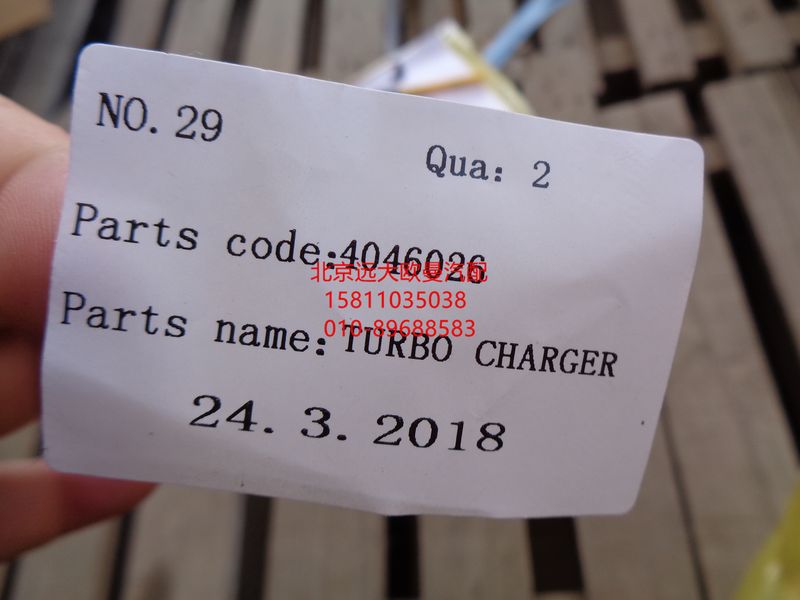 NO. 29
Qua: 2
Parts code:4046026
北京远大欧曼汽配
15811035038
010-89688583
Parts name:TURBO CHARGER
24. 3. 2018